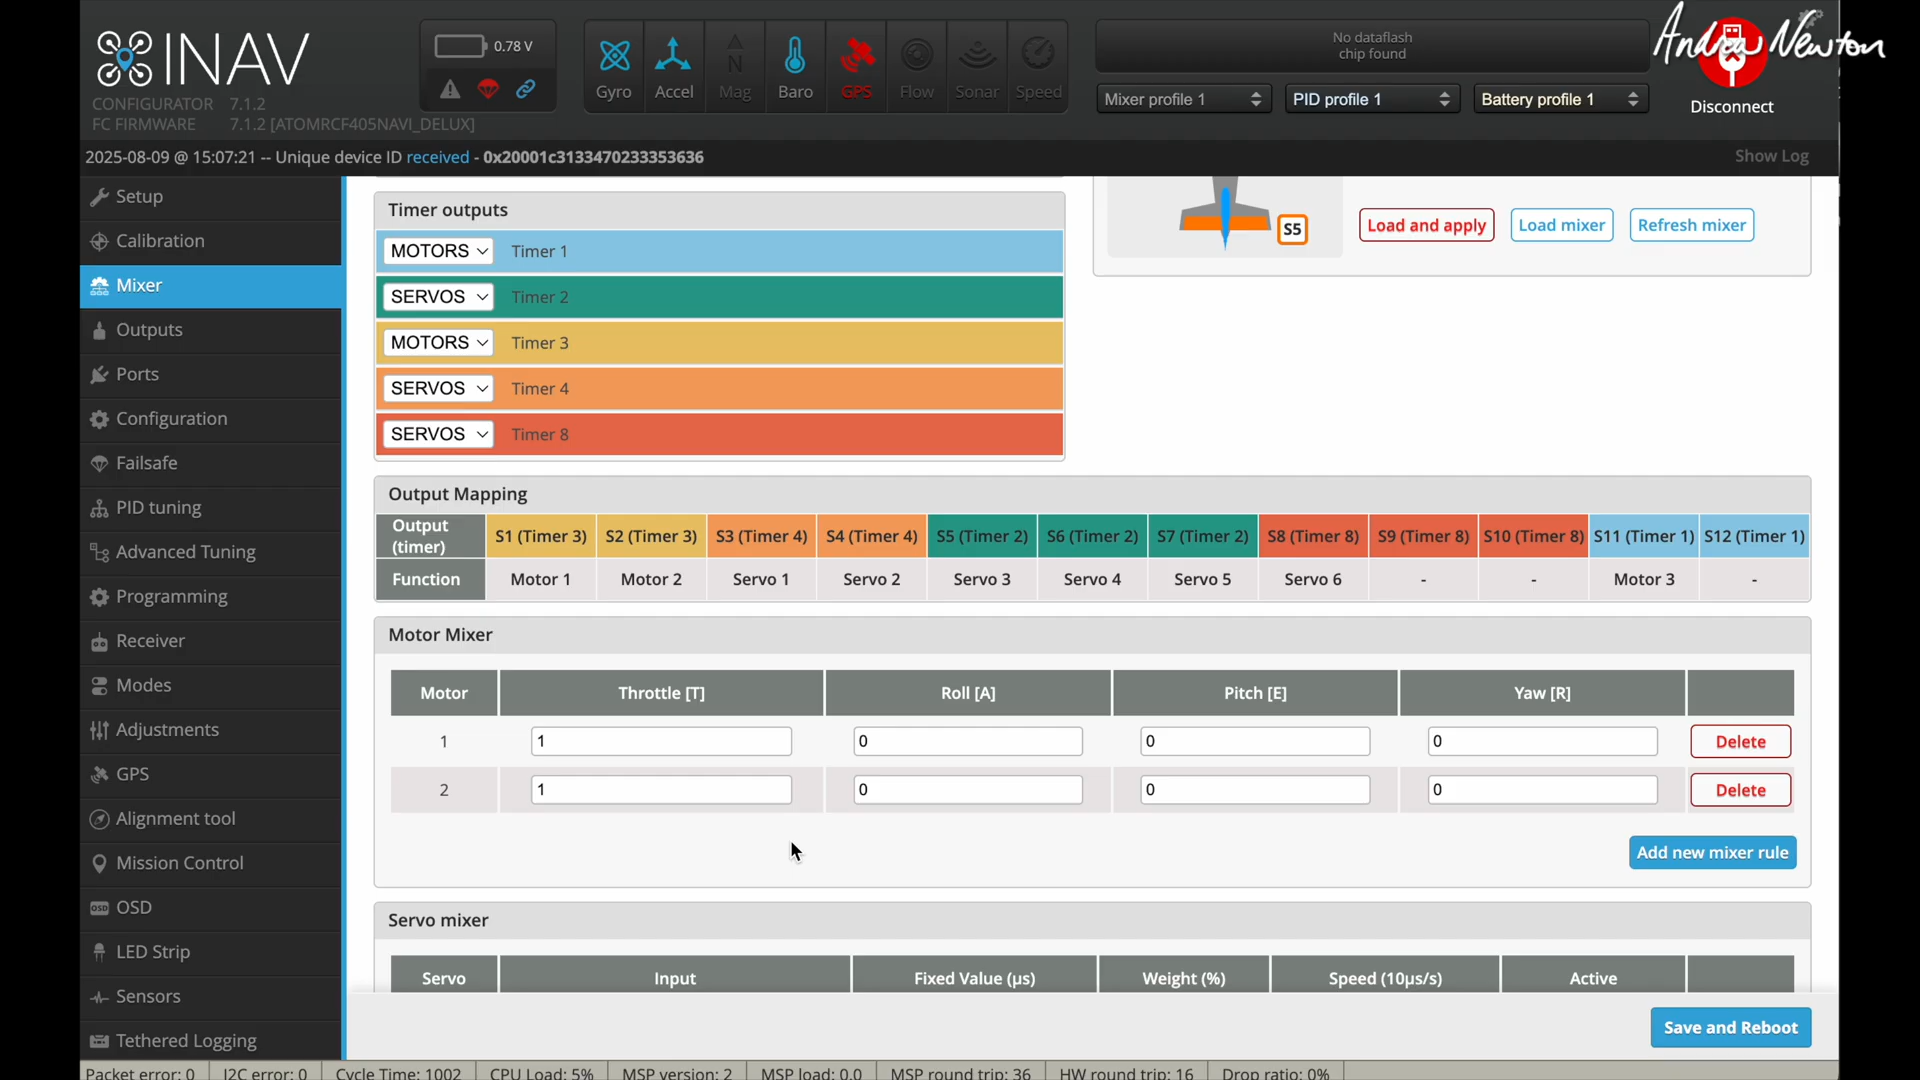 INAV
CONFIGURATOR 7.1.2
FC FIRMWARE 7.1.2 [ATOMRCF405NAVI_DELUX]
0.78 V
Gyro
Accel
Mag
Baro
GPS
Flow
Sonar
Speed
No dataflash
chip found
Mixer profile 1
PID profile 1
Battery profile 1
Andrew Newton
Disconnect
2025-08-09 @ 15:07:21 -- Unique device ID received - 0x20001c3133470233353636
Show Log
Setup
Calibration
Mixer
Outputs
Ports
Configuration
Failsafe
PID tuning
Advanced Tuning
Programming
Receiver
Modes
Adjustments
GPS
Alignment tool
Mission Control
OSD
LED Strip
Sensors
Tethered Logging
Timer outputs
MOTORS Timer 1
SERVOS Timer 2
MOTORS Timer 3
SERVOS Timer 4
SERVOS Timer 8
S5
Load and apply
Load mixer
Refresh mixer
Output Mapping
Output
(timer)
S1 (Timer 3) S2 (Timer 3) S3 (Timer 4) S4 (Timer 4) S5 (Timer 2) S6 (Timer 2) S7 (Timer 2) S8 (Timer 8) S9 (Timer 8) S10 (Timer 8) S11 (Timer 1) S12 (Timer 1)
Function Motor 1 Motor 2 Servo 1 Servo 2 Servo 3 Servo 4 Servo 5 Servo 6 - - Motor 3 -
Motor Mixer
Motor Throttle [T] Roll [A] Pitch [E] Yaw [R]
1 1 0 0 0 Delete
2 1 0 0 0 Delete
Add new mixer rule
Servo mixer
Servo Input Fixed Value (µs) Weight (%) Speed (10µs/s) Active
Save and Reboot
Packet error: 0 I2C error: 0 Cycle Time: 1002 CPU Load: 5% MSP version: 2 MSP load: 0.0 MSP round trip: 36 HW round trip: 16 Drop ratio: 0%